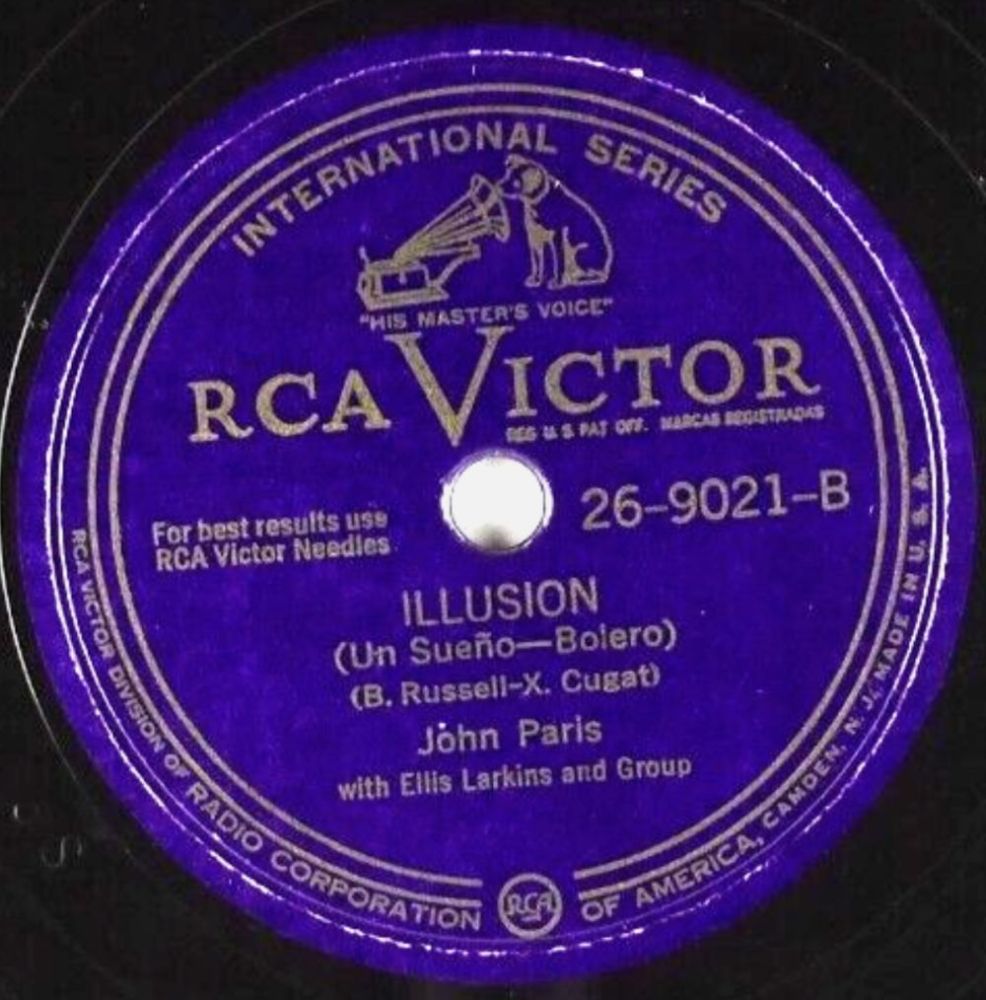 INTERNATIONAL SERIES
"HIS MASTER'S VOICE"
RCA VICTOR
REG U.S. PAT. OFF. MARCAS REGISTRADAS
26-9021-B
For best results use
RCA Victor Needles
ILLUSION
(Un Sueño—Bolero)
(B. Russell-X. Cugat)
John Paris
with Ellis Larkins and Group
RCA VICTOR DIVISION OF RADIO CORPORATION OF AMERICA, CAMDEN, N. J. MADE IN U. S. A.
RCA